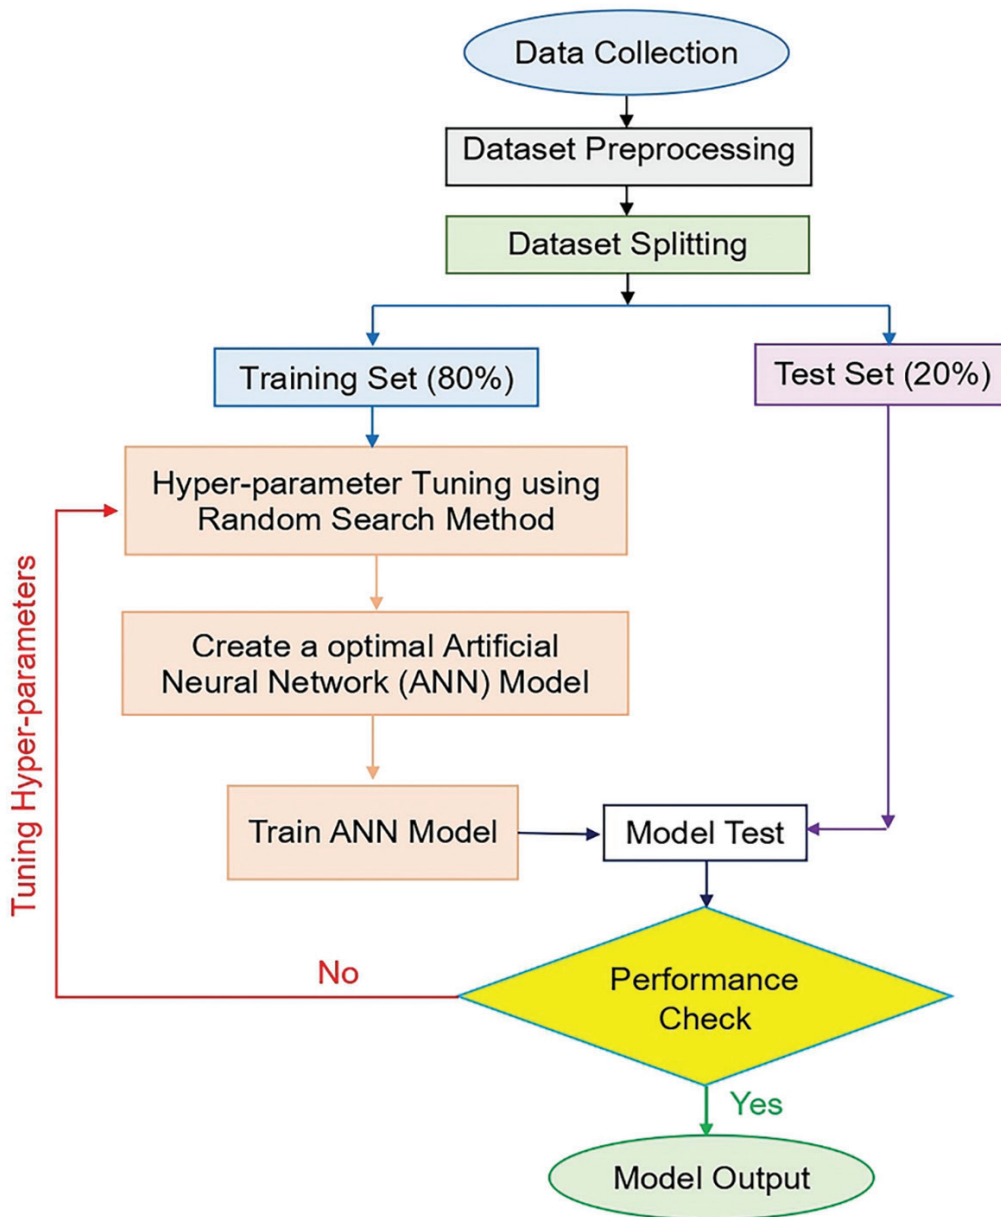 Data Collection
Dataset Preprocessing
Dataset Splitting
Training Set (80%)
Test Set (20%)
Hyper-parameter Tuning using
Random Search Method
Create a optimal Artificial
Neural Network (ANN) Model
Tuning Hyper-parameters
Train ANN Model
Model Test
No
Performance
Check
Yes
Model Output